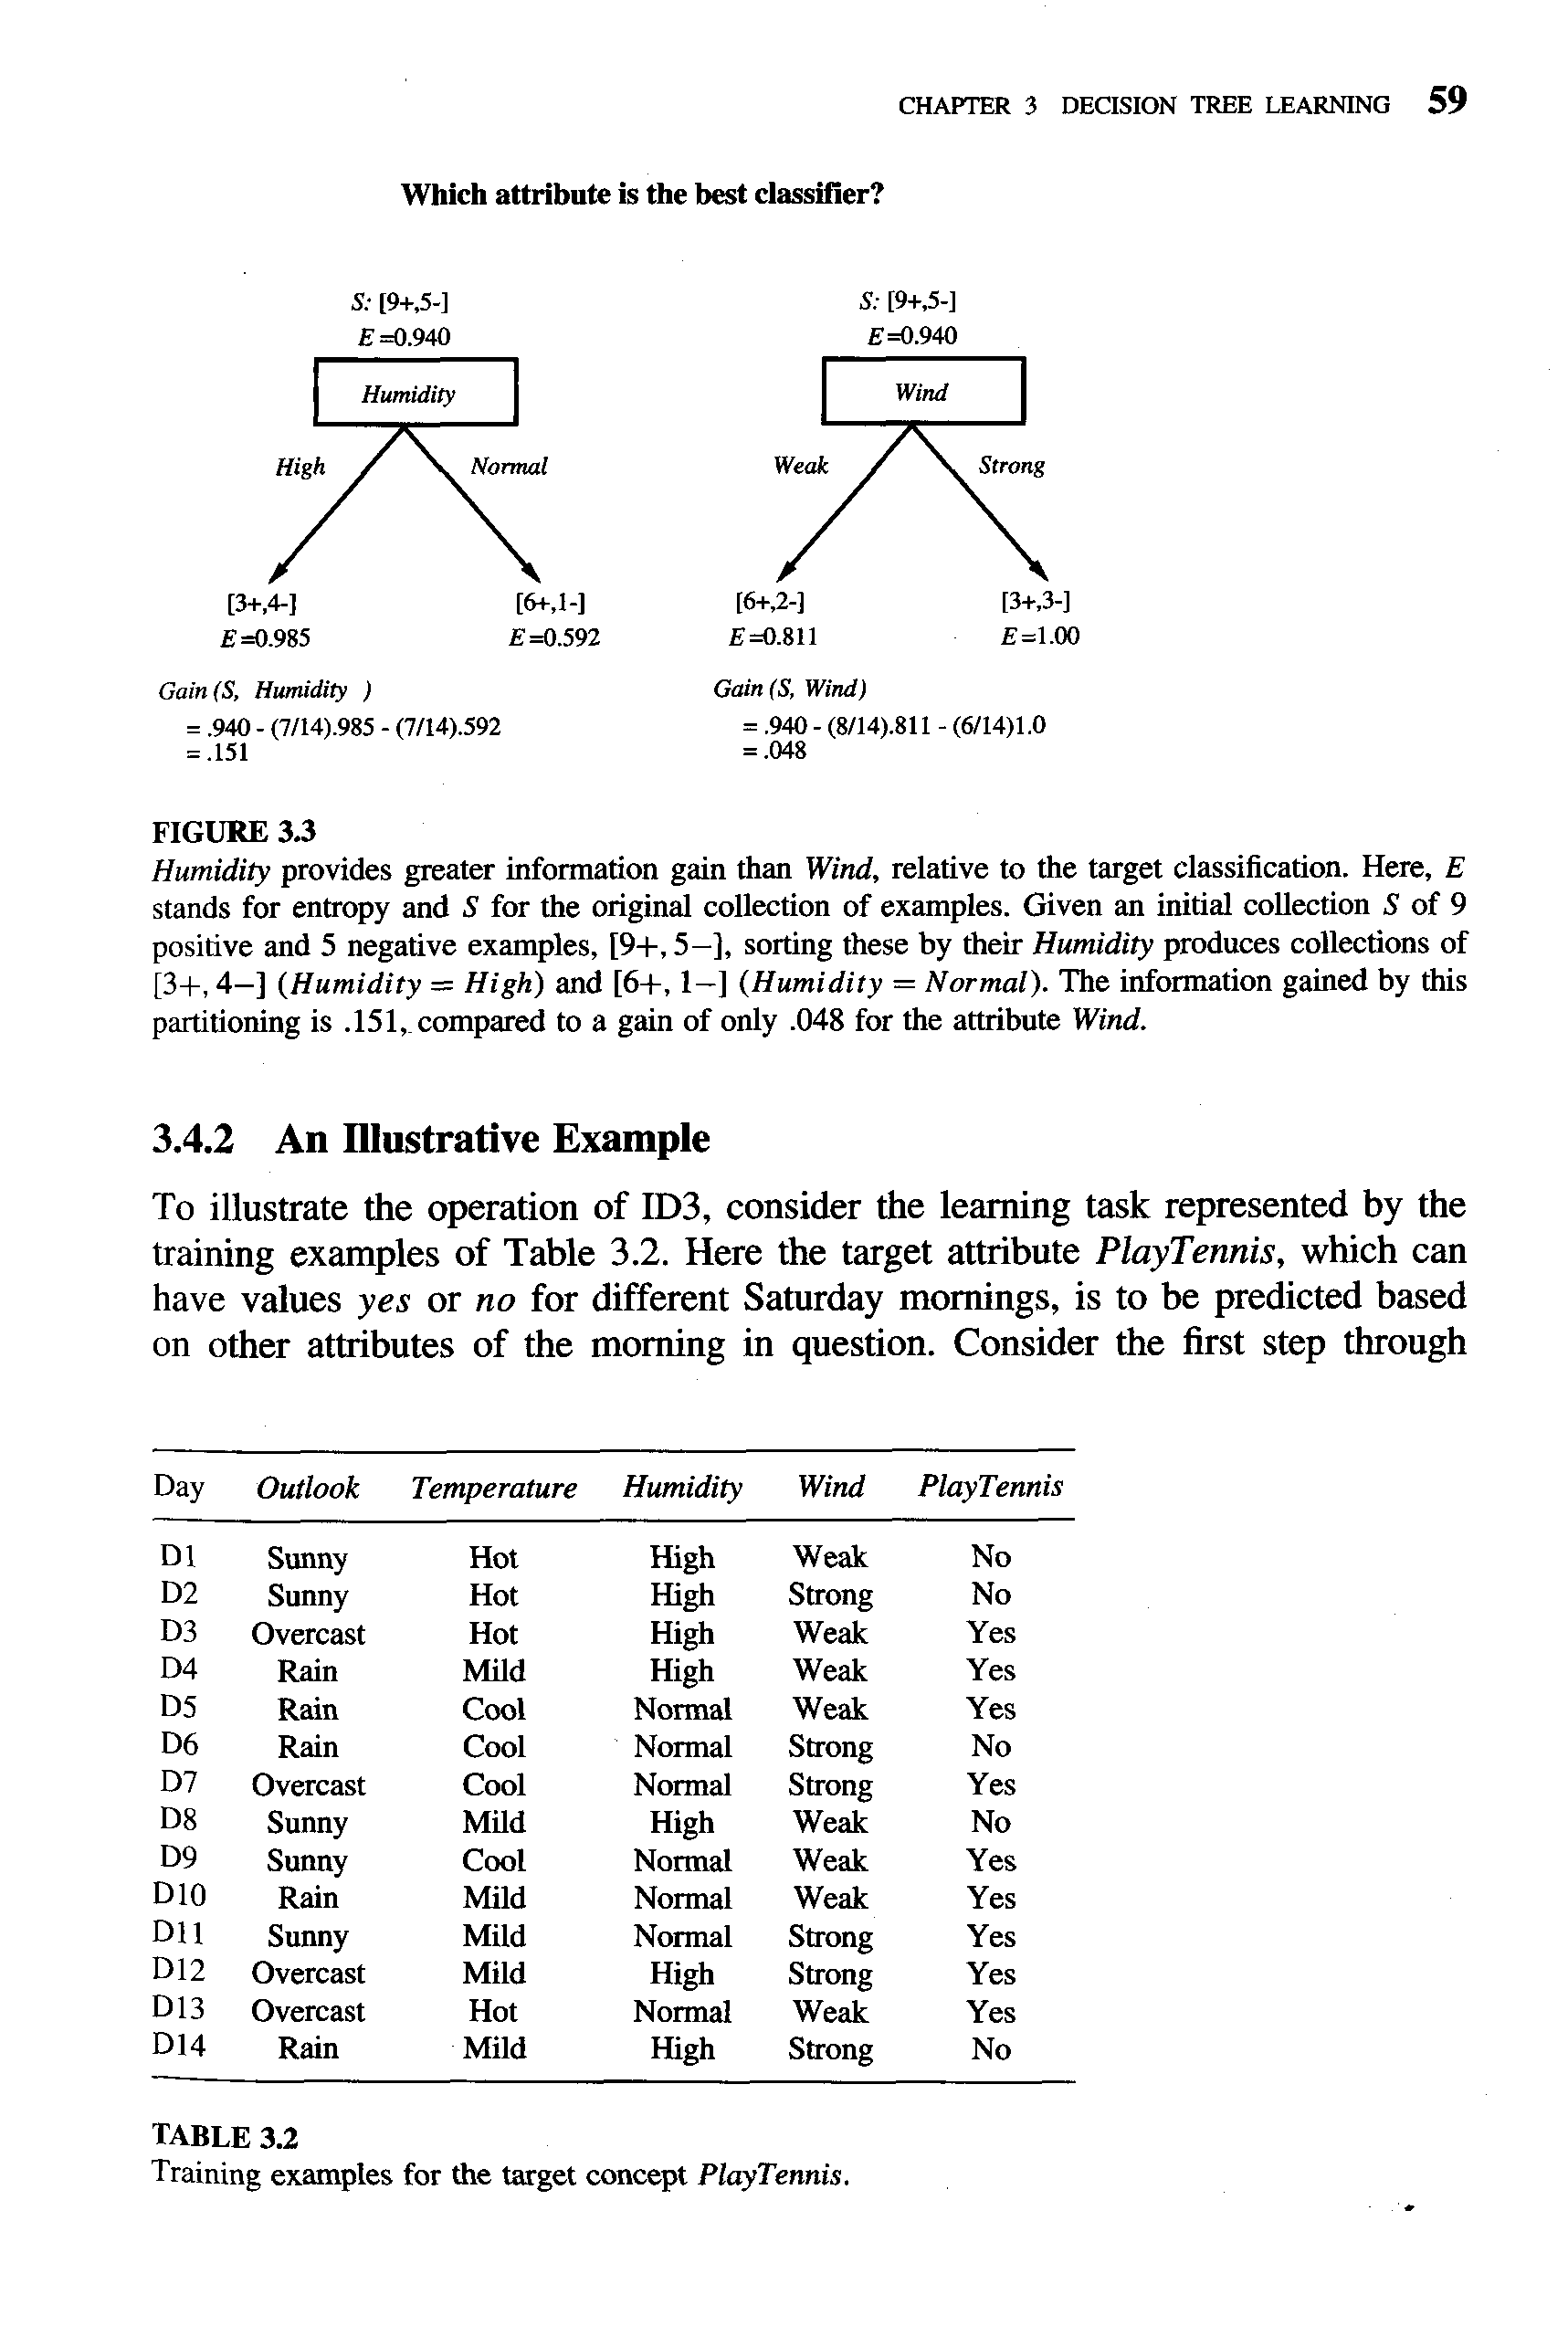 CHAPTER 3 DECISION TREE LEARNING 59
Which attribute is the best classifier?
S: [9+,5-] S: [9+,5-]
E =0.940 E=0.940
Humidity Wind
High Normal Weak Strong
[3+,4-] [6+,1-] [6+,2-] [3+,3-]
E=0.985 E=0.592 E=0.811 E=1.00
Gain (S, Humidity ) Gain (S, Wind)
= .940 - (7/14).985 - (7/14).592 = .940 - (8/14).811 - (6/14)1.0
= .151 = .048
FIGURE 3.3
Humidity provides greater information gain than Wind, relative to the target classification. Here, E
stands for entropy and S for the original collection of examples. Given an initial collection S of 9
positive and 5 negative examples, [9+, 5−], sorting these by their Humidity produces collections of
[3+, 4−] (Humidity = High) and [6+, 1−] (Humidity = Normal). The information gained by this
partitioning is .151, compared to a gain of only .048 for the attribute Wind.
3.4.2 An Illustrative Example
To illustrate the operation of ID3, consider the learning task represented by the
training examples of Table 3.2. Here the target attribute PlayTennis, which can
have values yes or no for different Saturday mornings, is to be predicted based
on other attributes of the morning in question. Consider the first step through
Day Outlook Temperature Humidity Wind PlayTennis
D1 Sunny Hot High Weak No
D2 Sunny Hot High Strong No
D3 Overcast Hot High Weak Yes
D4 Rain Mild High Weak Yes
D5 Rain Cool Normal Weak Yes
D6 Rain Cool Normal Strong No
D7 Overcast Cool Normal Strong Yes
D8 Sunny Mild High Weak No
D9 Sunny Cool Normal Weak Yes
D10 Rain Mild Normal Weak Yes
D11 Sunny Mild Normal Strong Yes
D12 Overcast Mild High Strong Yes
D13 Overcast Hot Normal Weak Yes
D14 Rain Mild High Strong No
TABLE 3.2
Training examples for the target concept PlayTennis.